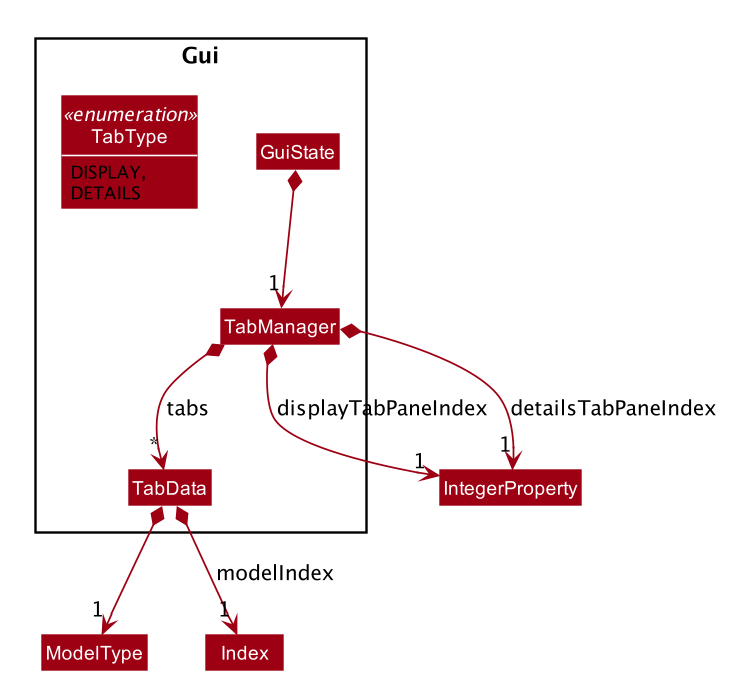 Gui
«enumeration»
TabType
DISPLAY,
DETAILS
GuiState
1
TabManager
tabs
displayTabPaneIndex
detailsTabPaneIndex
*
1
1
TabData
IntegerProperty
modelIndex
1
1
ModelType
Index